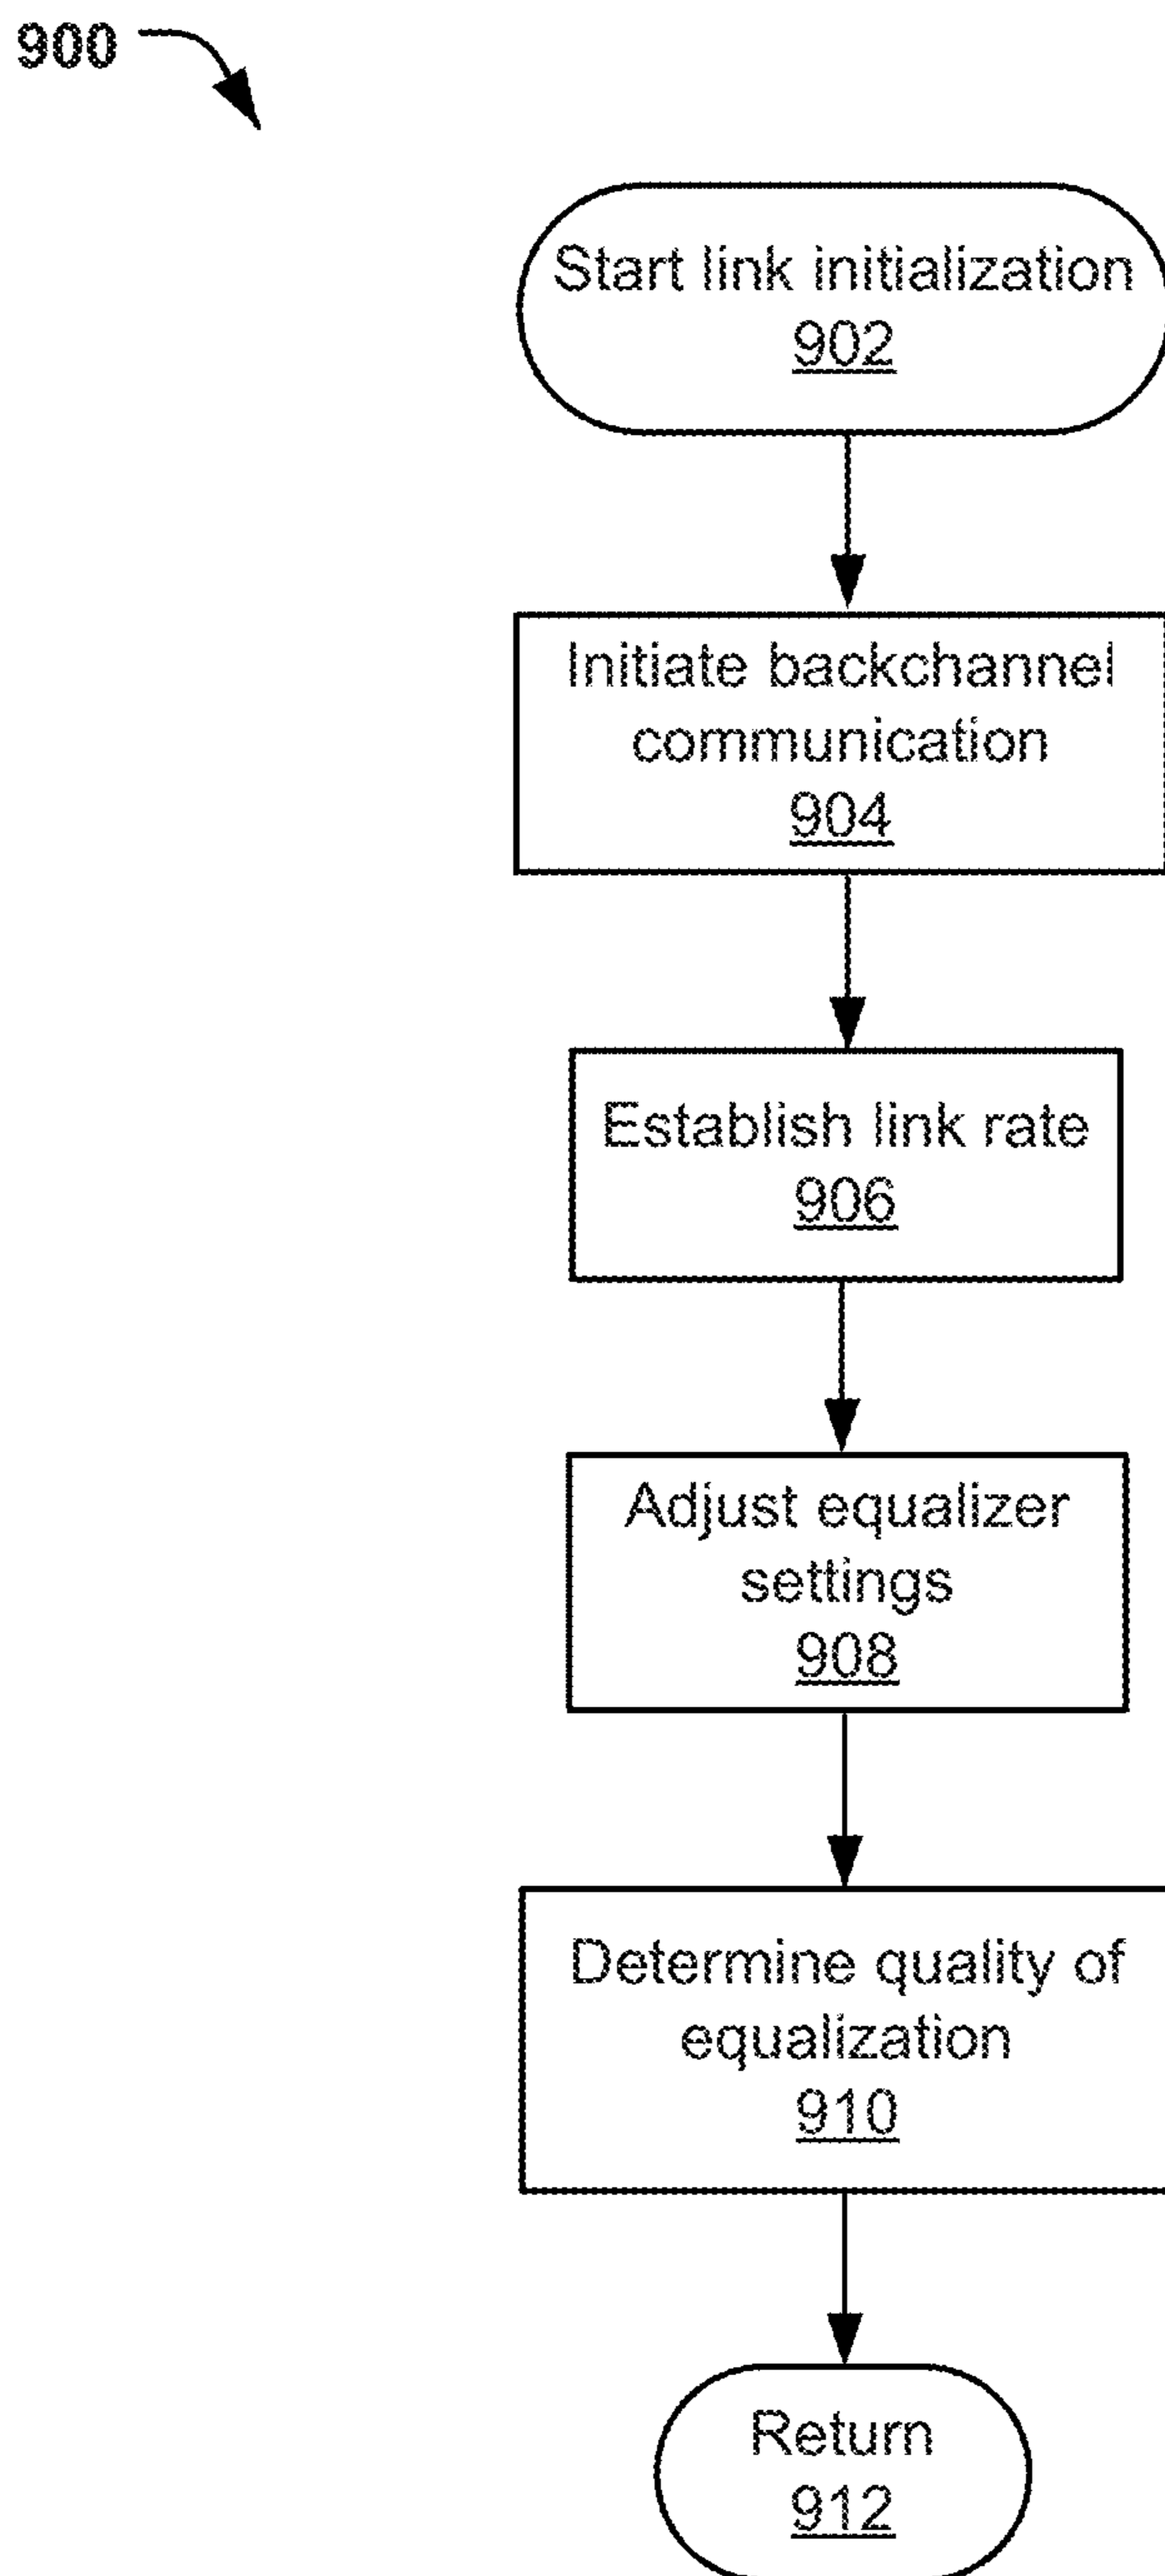 900
Start link initialization
902
Initiate backchannel
communication
904
Establish link rate
906
Adjust equalizer
settings
908
Determine quality of
equalization
910
Return
912